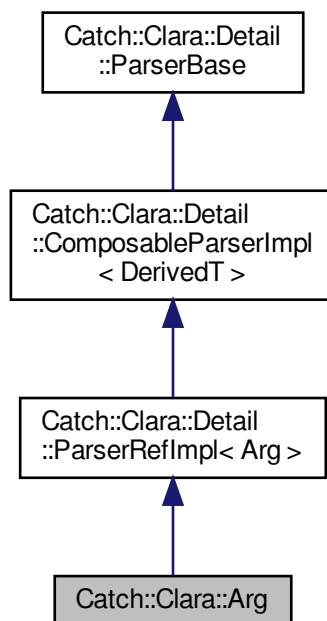 Catch::Clara::Detail
::ParserBase
Catch::Clara::Detail
::ComposableParserImpl
< DerivedT >
Catch::Clara::Detail
::ParserRefImpl< Arg >
Catch::Clara::Arg